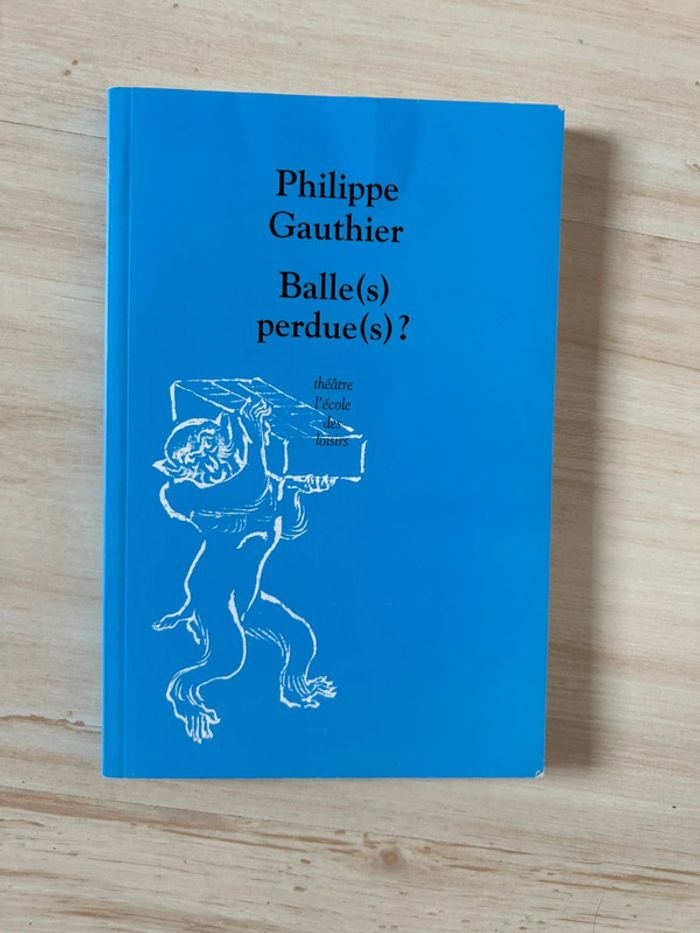 Philippe
Gauthier
Balle(s)
perdue(s) ?
théâtre
l'école
des
loisirs